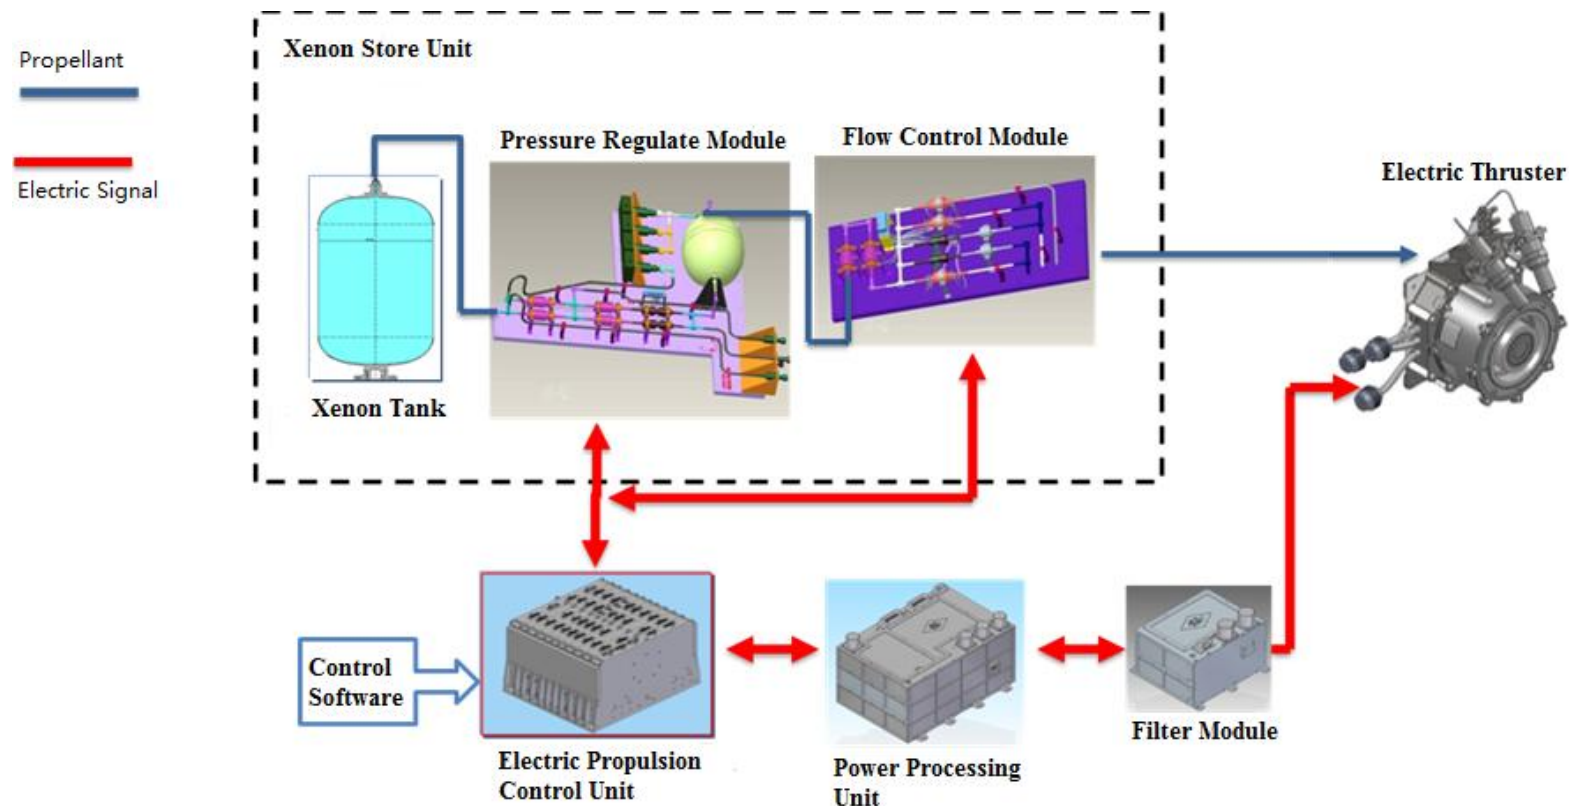 Propellant
Electric Signal
Xenon Store Unit
Pressure Regulate Module
Flow Control Module
Electric Thruster
Xenon Tank
Control
Software
Electric Propulsion
Control Unit
Power Processing
Unit
Filter Module